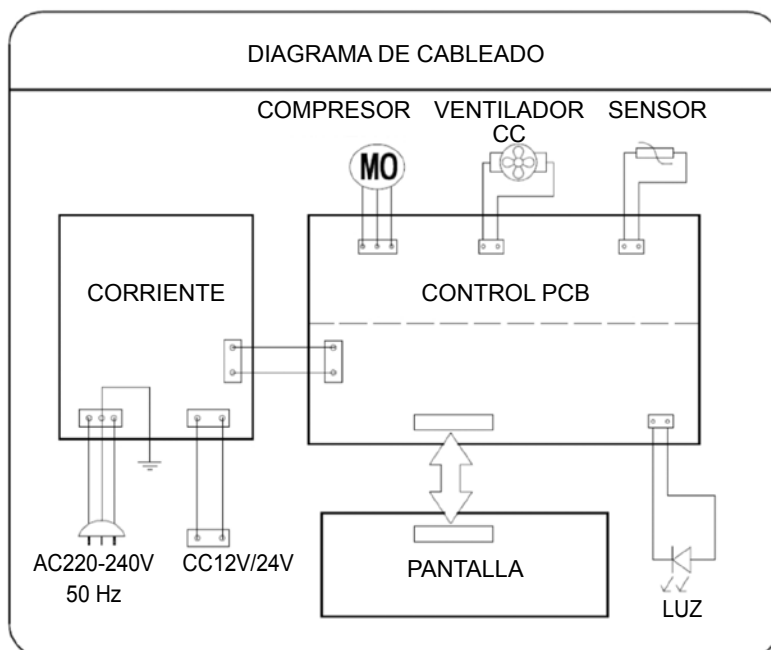 DIAGRAMA DE CABLEADO
COMPRESOR
VENTILADOR
CC
SENSOR
MO
CORRIENTE
CONTROL PCB
AC220-240V
50 Hz
CC12V/24V
PANTALLA
LUZ